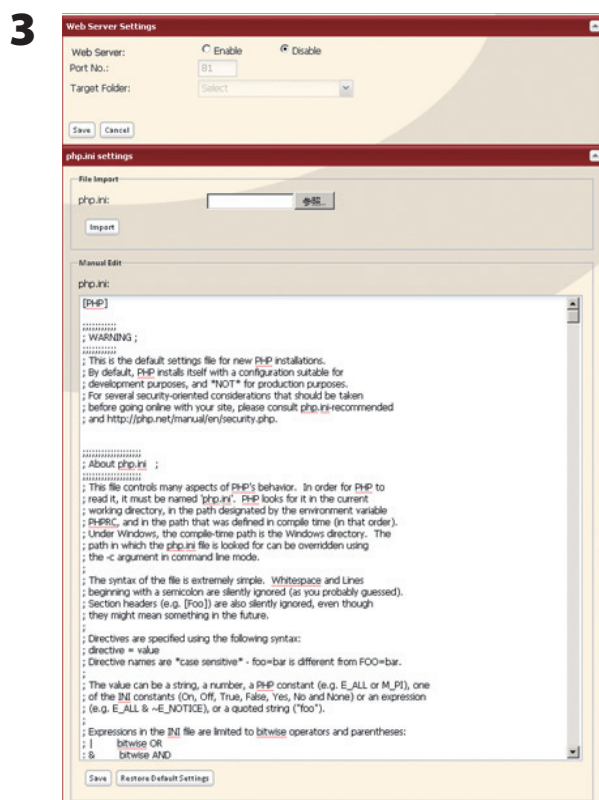 3
Web Server Settings
Web Server: Enable Disable
Port No.: 81
Target Folder: Select
Save Cancel
php.ini settings
File Import
php.ini: 参照...
Import
Manual Edit
php.ini:
[PHP]
;;;;;;;;;;;
; WARNING ;
;;;;;;;;;;;
; This is the default settings file for new PHP installations.
; By default, PHP installs itself with a configuration suitable for
; development purposes, and *NOT* for production purposes.
; For several security-oriented considerations that should be taken
; before going online with your site, please consult php.ini-recommended
; and http://php.net/manual/en/security.php.
;;;;;;;;;;;;;;;;;;;
; About php.ini ;
;;;;;;;;;;;;;;;;;;;
; This file controls many aspects of PHP's behavior. In order for PHP to
; read it, it must be named 'php.ini'. PHP looks for it in the current
; working directory, in the path designated by the environment variable
; PHPRC, and in the path that was defined in compile time (in that order).
; Under Windows, the compile-time path is the Windows directory. The
; path in which the php.ini file is looked for can be overridden using
; the -c argument in command line mode.
;
; The syntax of the file is extremely simple. Whitespace and Lines
; beginning with a semicolon are silently ignored (as you probably guessed).
; Section headers (e.g. [Foo]) are also silently ignored, even though
; they might mean something in the future.
;
; Directives are specified using the following syntax:
; directive = value
; Directive names are *case sensitive* - foo=bar is different from FOO=bar.
;
; The value can be a string, a number, a PHP constant (e.g. E_ALL or M_PI), one
; of the INI constants (On, Off, True, False, Yes, No and None) or an expression
; (e.g. E_ALL & ~E_NOTICE), or a quoted string ("foo").
;
; Expressions in the INI file are limited to bitwise operators and parentheses:
; | bitwise OR
; & bitwise AND
Save Restore Default Settings